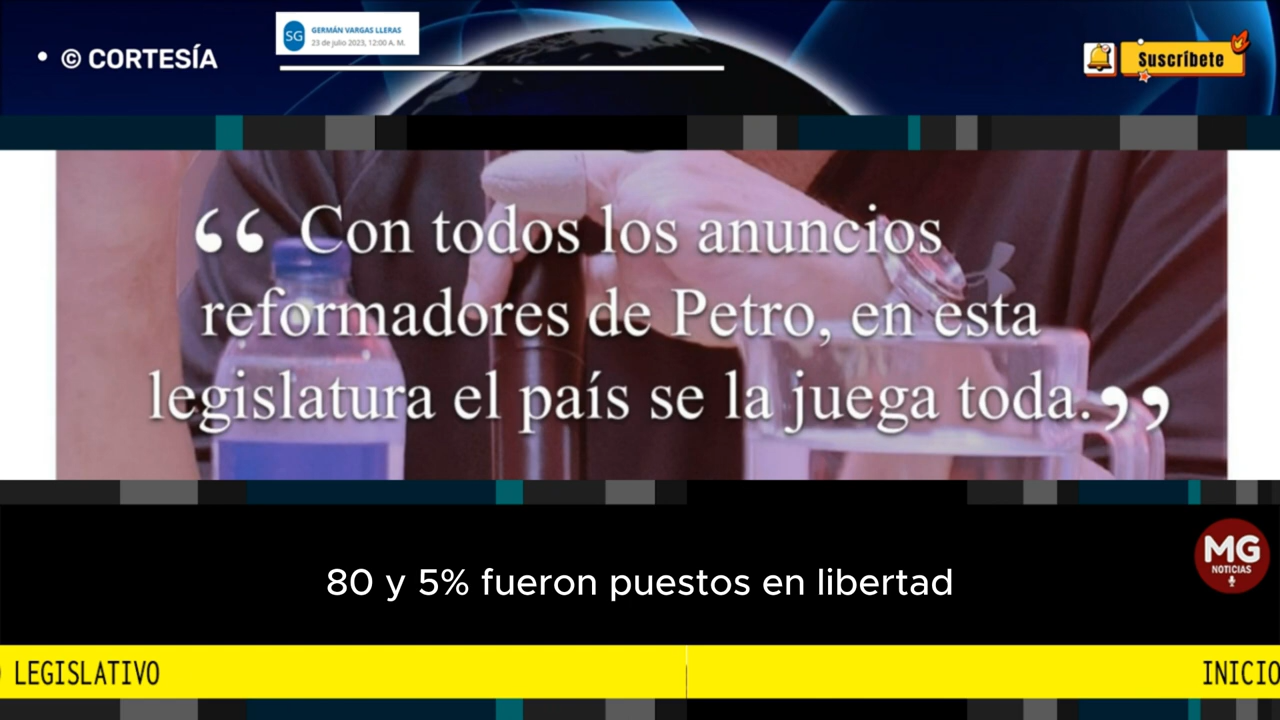 • © CORTESÍA
SG
GERMÁN VARGAS LLERAS
23 de julio 2023, 12:00 A. M.
Suscríbete
“ Con todos los anuncios
reformadores de Petro, en esta
legislatura el país se la juega toda.”
80 y 5% fueron puestos en libertad
MG
NOTICIAS
LEGISLATIVO
INICIO